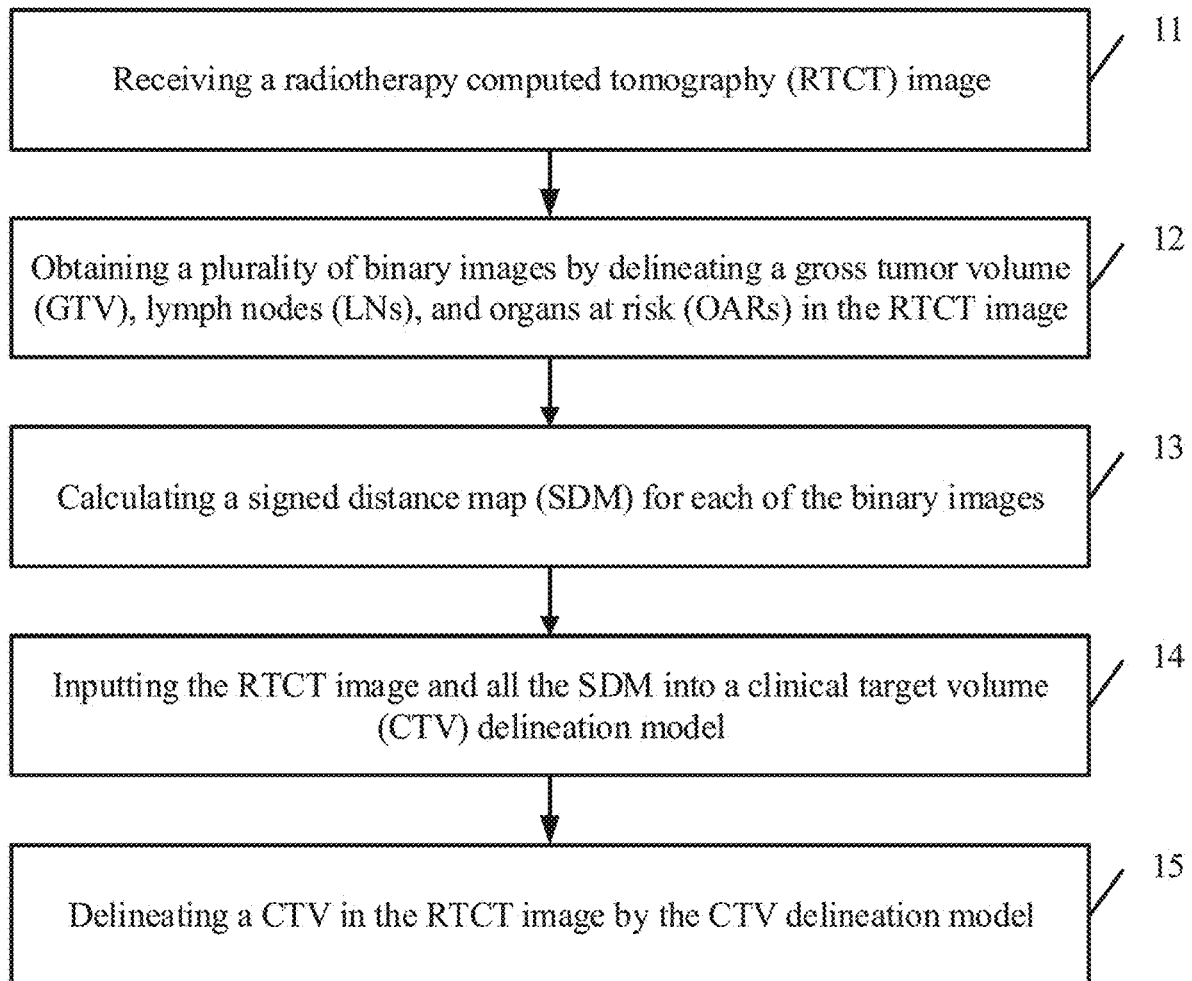 11
Receiving a radiotherapy computed tomography (RTCT) image
12
Obtaining a plurality of binary images by delineating a gross tumor volume
(GTV), lymph nodes (LNs), and organs at risk (OARs) in the RTCT image
13
Calculating a signed distance map (SDM) for each of the binary images
14
Inputting the RTCT image and all the SDM into a clinical target volume
(CTV) delineation model
15
Delineating a CTV in the RTCT image by the CTV delineation model